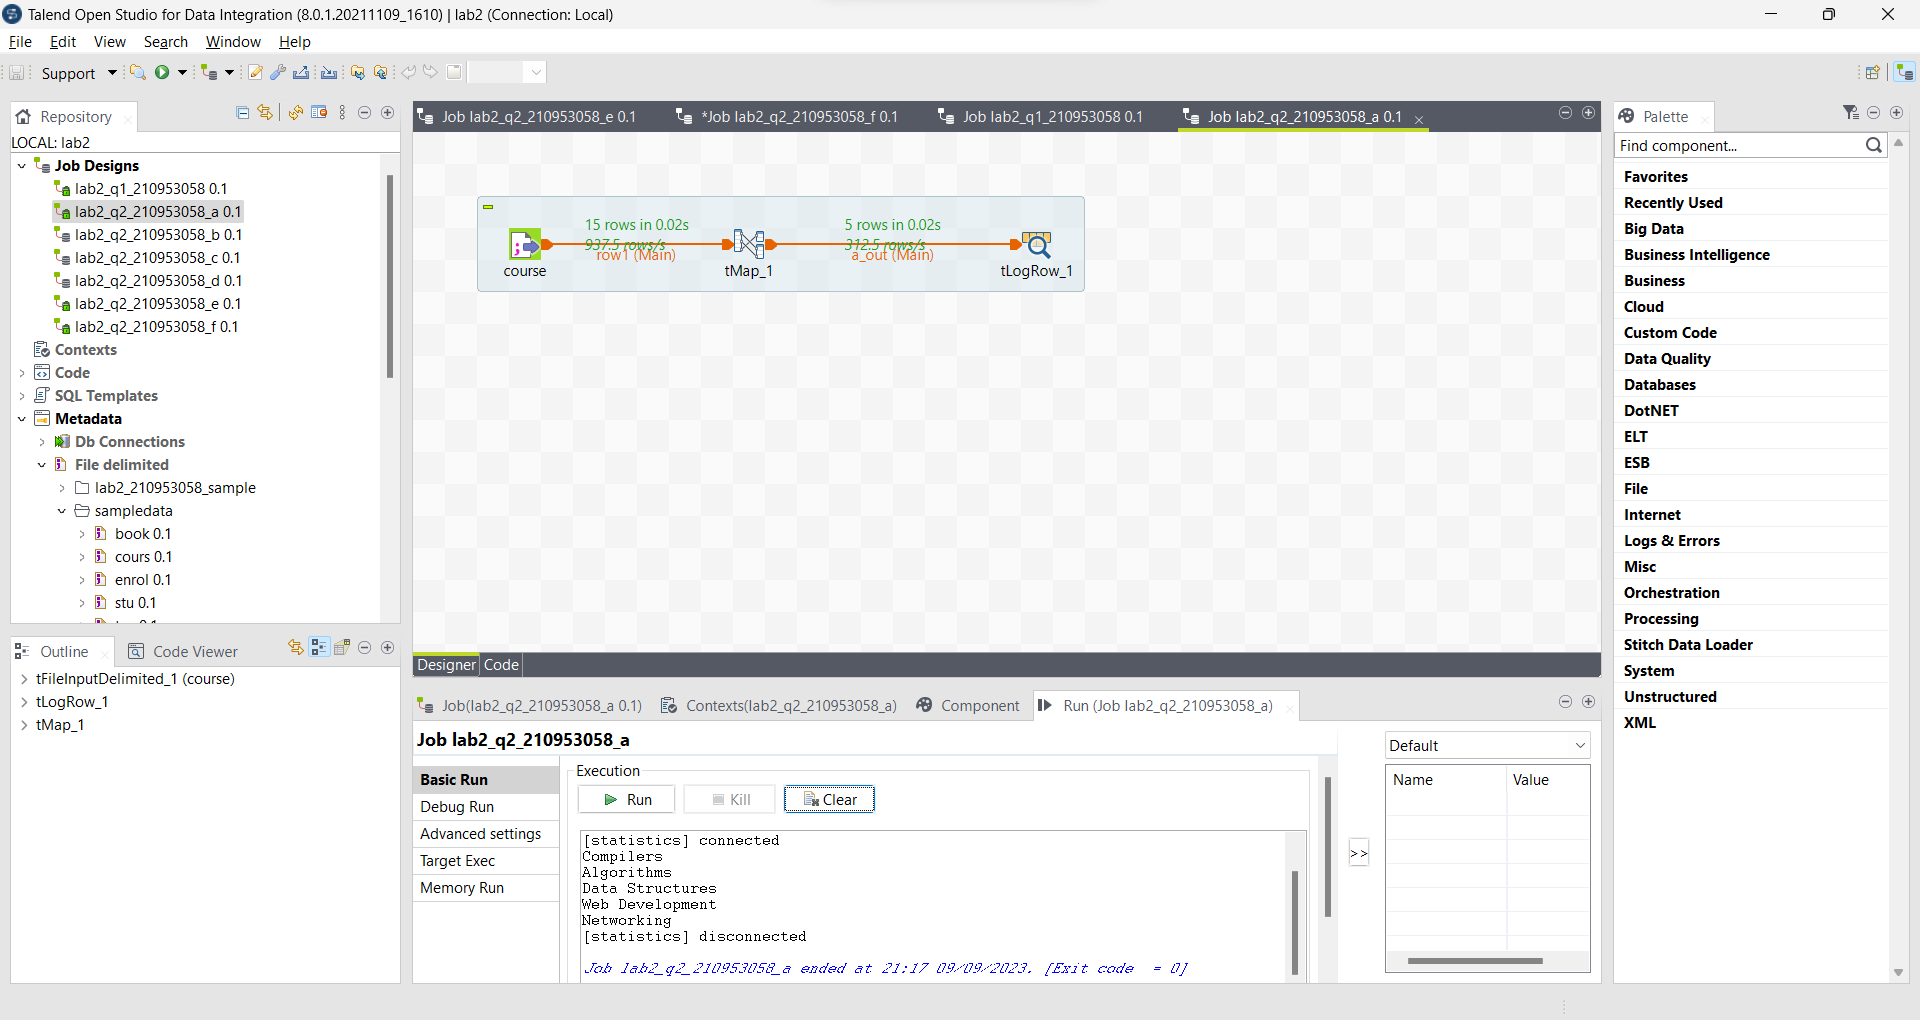 Talend Open Studio for Data Integration (8.0.1.20211109_1610) | lab2 (Connection: Local)
File Edit View Search Window Help
Support
Repository
LOCAL: lab2
Job Designs
lab2_q1_210953058 0.1
lab2_q2_210953058_a 0.1
lab2_q2_210953058_b 0.1
lab2_q2_210953058_c 0.1
lab2_q2_210953058_d 0.1
lab2_q2_210953058_e 0.1
lab2_q2_210953058_f 0.1
Contexts
Code
SQL Templates
Metadata
Db Connections
File delimited
lab2_210953058_sample
sampledata
book 0.1
cours 0.1
enrol 0.1
stu 0.1
Outline Code Viewer
tFileInputDelimited_1 (course)
tLogRow_1
tMap_1
Job lab2_q2_210953058_e 0.1 *Job lab2_q2_210953058_f 0.1 Job lab2_q1_210953058 0.1 Job lab2_q2_210953058_a 0.1
15 rows in 0.02s 5 rows in 0.02s
937.5 rows/s 312.5 rows/s
row1 (Main) a_out (Main)
course tMap_1 tLogRow_1
Designer Code
Job(lab2_q2_210953058_a 0.1) Contexts(lab2_q2_210953058_a) Component Run (Job lab2_q2_210953058_a)
Job lab2_q2_210953058_a
Basic Run
Debug Run
Advanced settings
Target Exec
Memory Run
Execution
Run Kill Clear
[statistics] connected
Compilers
Algorithms
Data Structures
Web Development
Networking
[statistics] disconnected
Job lab2_q2_210953058_a ended at 21:17 09/09/2023. [Exit code  = 0]
>>
Default
Name Value
Palette
Find component...
Favorites
Recently Used
Big Data
Business Intelligence
Business
Cloud
Custom Code
Data Quality
Databases
DotNET
ELT
ESB
File
Internet
Logs & Errors
Misc
Orchestration
Processing
Stitch Data Loader
System
Unstructured
XML